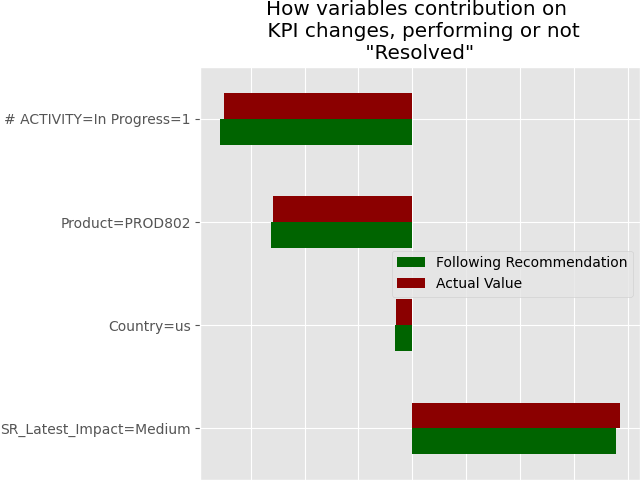 How variables contribution on
KPI changes, performing or not
"Resolved"
# ACTIVITY=In Progress=1
Product=PROD802
Following Recommendation
Actual Value
Country=us
SR_Latest_Impact=Medium